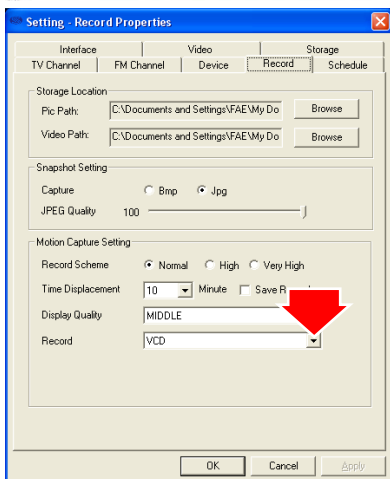 Setting - Record Properties
Interface Video Storage
TV Channel FM Channel Device Record Schedule
Storage Location
Pic Path: C:\Documents and Settings\FAE\My Do Browse
Video Path: C:\Documents and Settings\FAE\My Do Browse
Snapshot Setting
Capture Bmp Jpg
JPEG Quality 100
Motion Capture Setting
Record Scheme Normal High Very High
Time Displacement 10 Minute Save
Display Quality MIDDLE
Record VCD
OK Cancel Apply